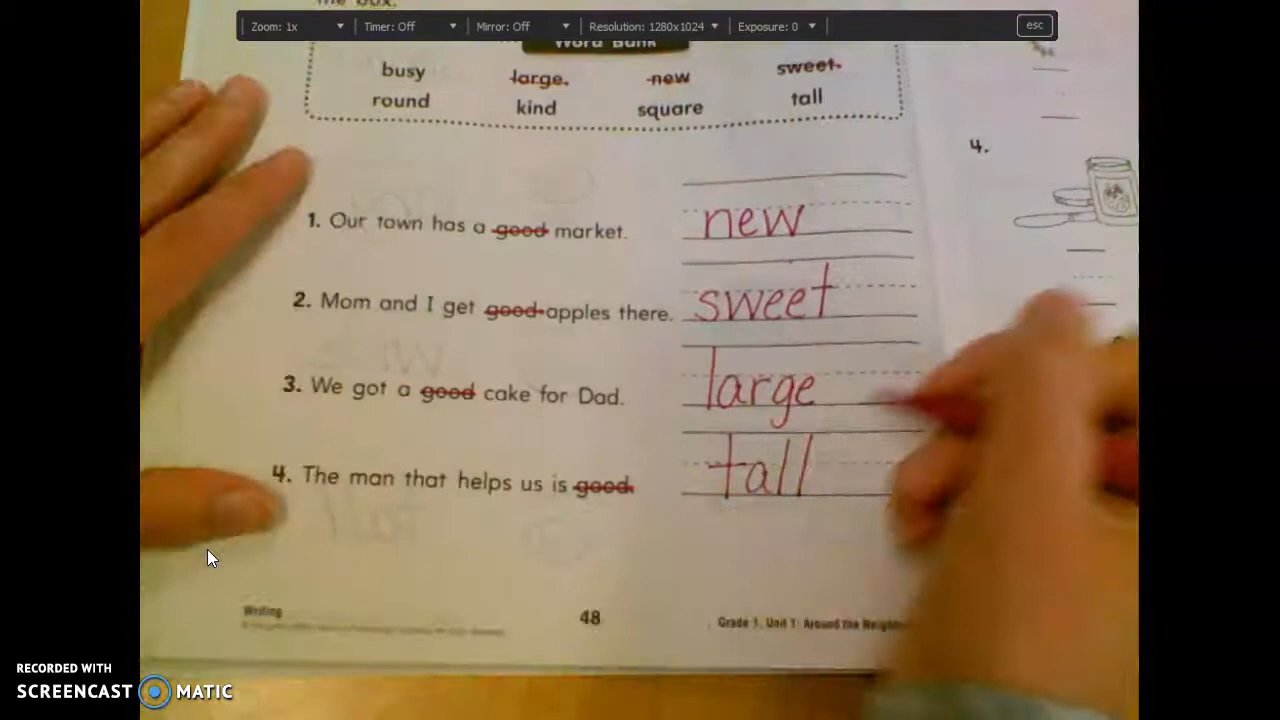 the box.
Zoom: 1x Timer: Off Mirror: Off Resolution: 1280x1024 Exposure: 0 esc
Word Bank
busy large new sweet
round kind square tall
1. Our town has a good market. new
2. Mom and I get good apples there. sweet
3. We got a good cake for Dad. large
4. The man that helps us is good. tall
4.
Writing 48 Grade 1, Unit 1: Around the
RECORDED WITH
SCREENCAST MATIC